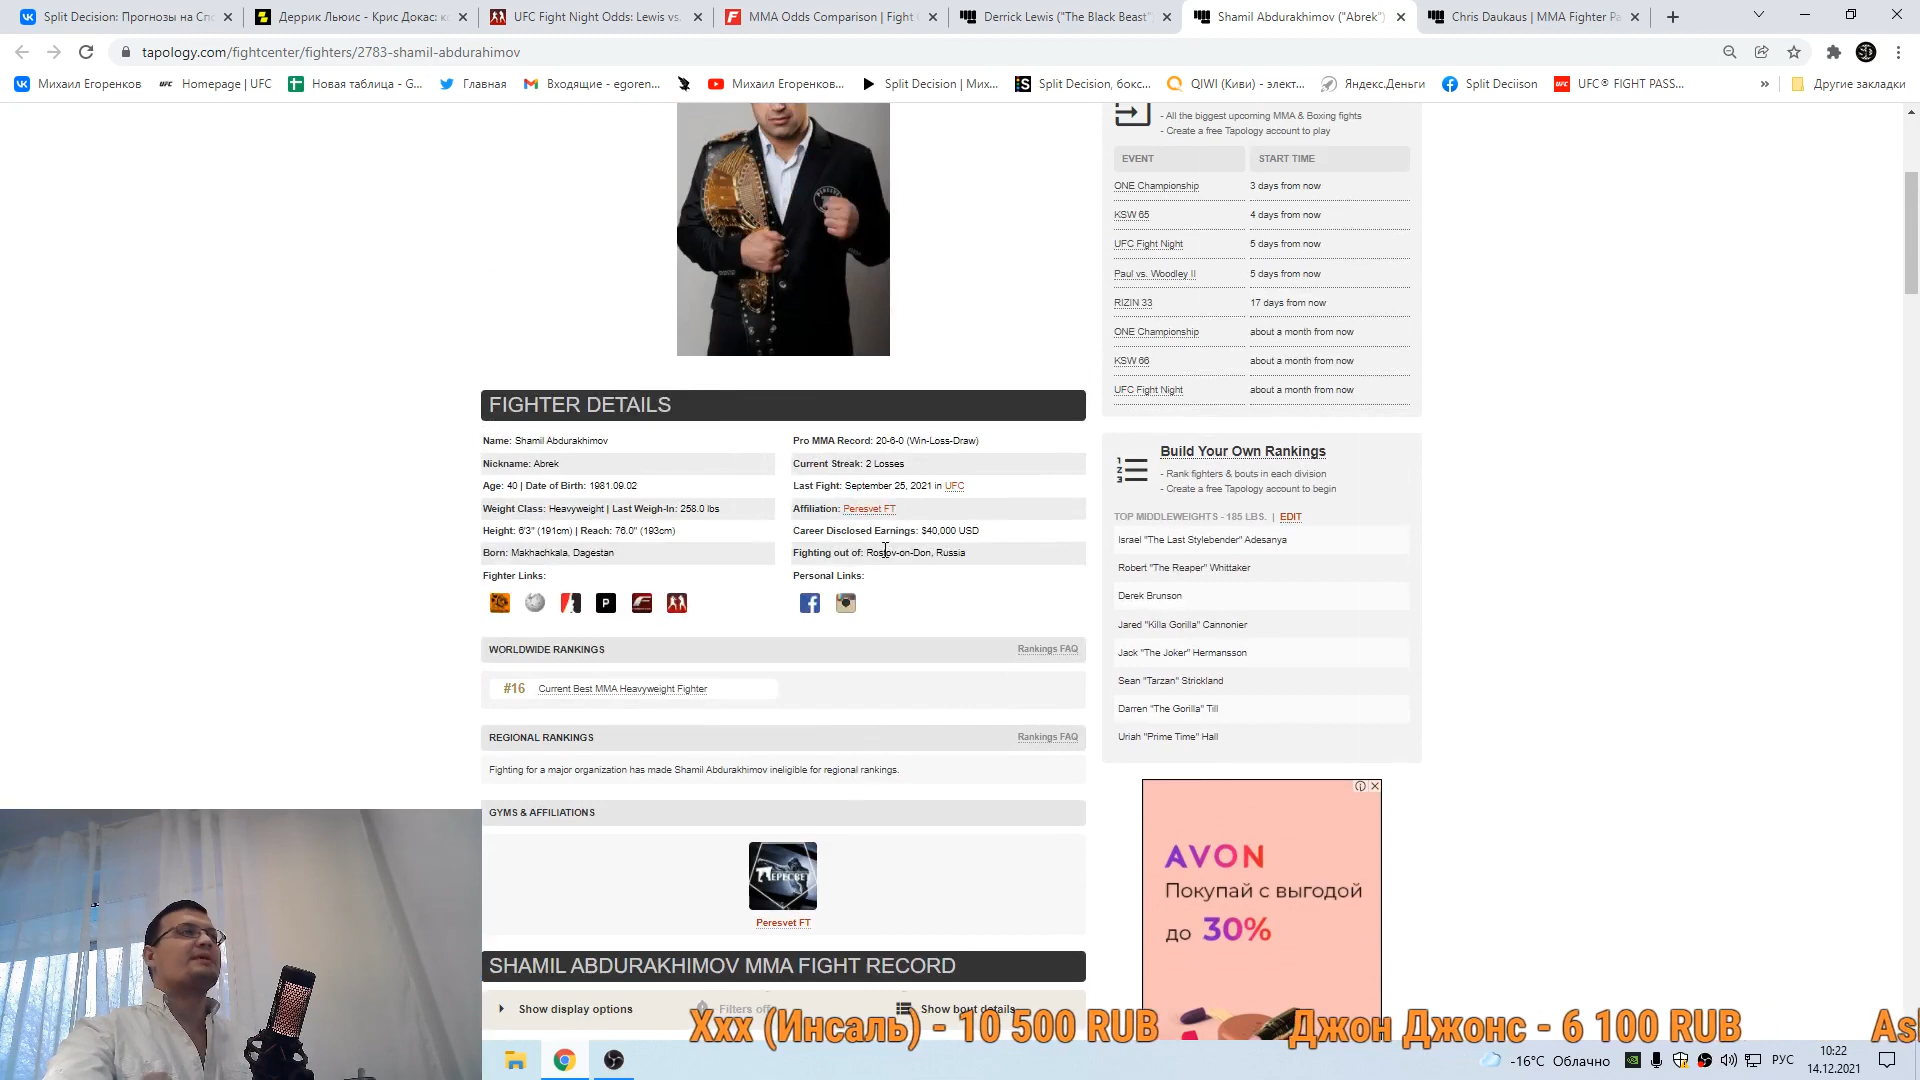 Split Decision: Прогнозы на Спо
Деррик Льюис - Крис Докас: к
UFC Fight Night Odds: Lewis vs.
MMA Odds Comparison | Fight O
Derrick Lewis ("The Black Beast")
Shamil Abdurakhimov ("Abrek")
Chris Daukaus | MMA Fighter Pa
tapology.com/fightcenter/fighters/2783-shamil-abdurahimov
Михаил Егоренков
Homepage | UFC
Новая таблица - G...
Главная
Входящие - egoren...
Михаил Егоренков...
Split Decision | Мих...
Split Decision, бокс...
QIWI (Киви) - элект...
Яндекс.Деньги
Split Deciison
UFC® FIGHT PASS...
»
Другие закладки
- All the biggest upcoming MMA & Boxing fights
- Create a free Tapology account to play
EVENT START TIME
ONE Championship 3 days from now
KSW 65 4 days from now
UFC Fight Night 5 days from now
Paul vs. Woodley II 5 days from now
RIZIN 33 17 days from now
ONE Championship about a month from now
KSW 66 about a month from now
UFC Fight Night about a month from now
FIGHTER DETAILS
Name: Shamil Abdurakhimov
Pro MMA Record: 20-6-0 (Win-Loss-Draw)
Nickname: Abrek
Current Streak: 2 Losses
Age: 40 | Date of Birth: 1981.09.02
Last Fight: September 25, 2021 in UFC
Weight Class: Heavyweight | Last Weigh-In: 258.0 lbs
Affiliation: Peresvet FT
Height: 6'3" (191cm) | Reach: 76.0" (193cm)
Career Disclosed Earnings: $40,000 USD
Born: Makhachkala, Dagestan
Fighting out of: Rostov-on-Don, Russia
Fighter Links:
Personal Links:
WORLDWIDE RANKINGS
Rankings FAQ
#16 Current Best MMA Heavyweight Fighter
REGIONAL RANKINGS
Rankings FAQ
Fighting for a major organization has made Shamil Abdurakhimov ineligible for regional rankings.
GYMS & AFFILIATIONS
ПЕРЕСВЕТ
Peresvet FT
SHAMIL ABDURAKHIMOV MMA FIGHT RECORD
Show display options
Filters off
Show bout details
Build Your Own Rankings
- Rank fighters & bouts in each division
- Create a free Tapology account to begin
TOP MIDDLEWEIGHTS - 185 LBS. | EDIT
Israel "The Last Stylebender" Adesanya
Robert "The Reaper" Whittaker
Derek Brunson
Jared "Killa Gorilla" Cannonier
Jack "The Joker" Hermansson
Sean "Tarzan" Strickland
Darren "The Gorilla" Till
Uriah "Prime Time" Hall
AVON
Покупай с выгодой
до 30%
Xxx (Инсаль) - 10 500 RUB
Джон Джонс - 6 100 RUB
As
-16°C Облачно
РУС
10:22
14.12.2021